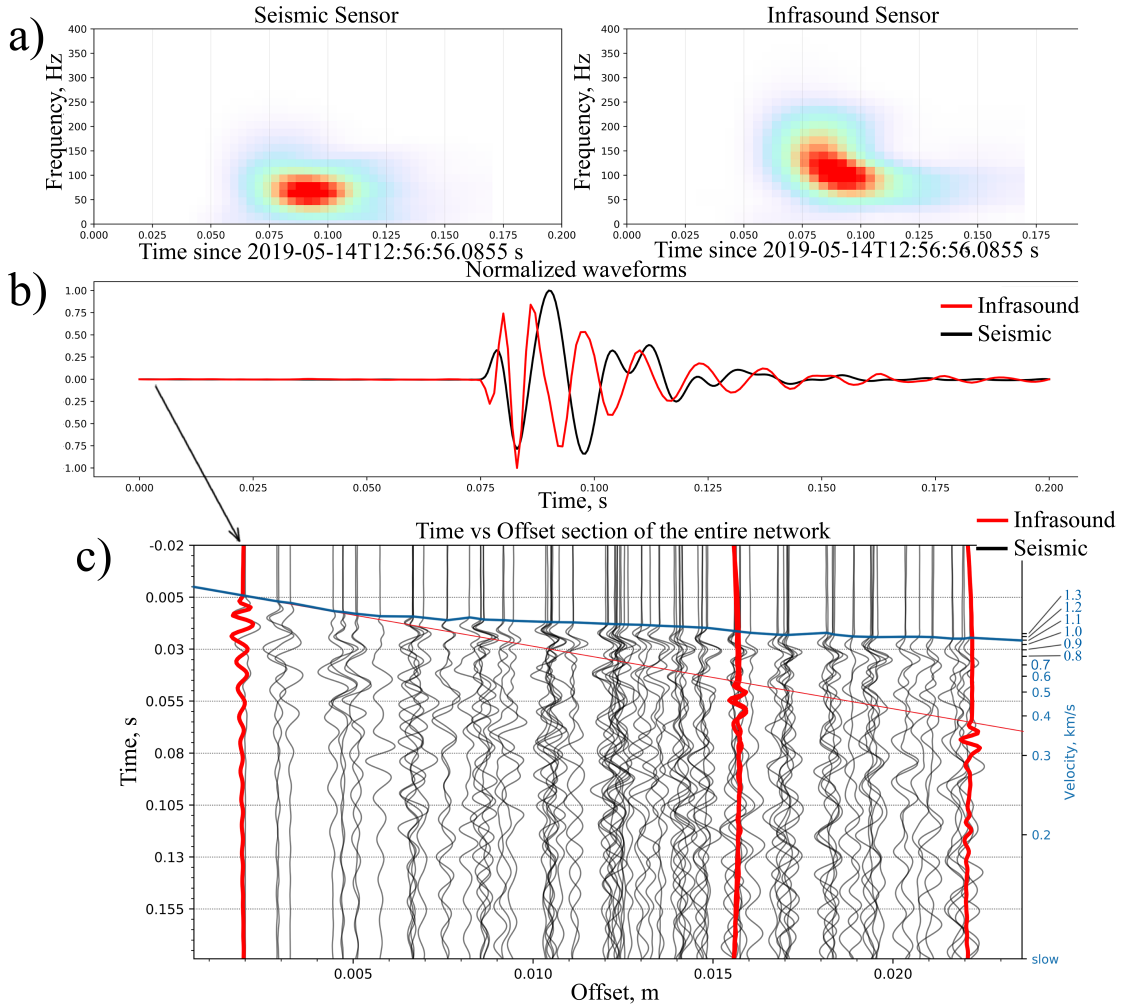 a)
Seismic Sensor
Infrasound Sensor
400
350
300
250
200
150
100
50
0
Frequency, Hz
0.000 0.025 0.050 0.075 0.100 0.125 0.150 0.175 0.200
Time since 2019-05-14T12:56:56.0855 s
400
350
300
250
200
150
100
50
0
Frequency, Hz
0.000 0.025 0.050 0.075 0.100 0.125 0.150 0.175
Time since 2019-05-14T12:56:56.0855 s
b)
Normalized waveforms
1.00
0.75
0.50
0.25
0.00
0.25
0.50
0.75
1.00
Infrasound
Seismic
0.000 0.025 0.050 0.075 0.100 0.125 0.150 0.175 0.200
Time, s
c)
Time vs Offset section of the entire network
Infrasound
Seismic
-0.02
0.005
0.03
0.055
0.08
0.105
0.13
0.155
Time, s
1.3
1.2
1.1
1.0
0.9
0.8
0.7
0.6
0.5
0.4
0.3
0.2
slow
Velocity, km/s
0.005 0.010 0.015 0.020
Offset, m